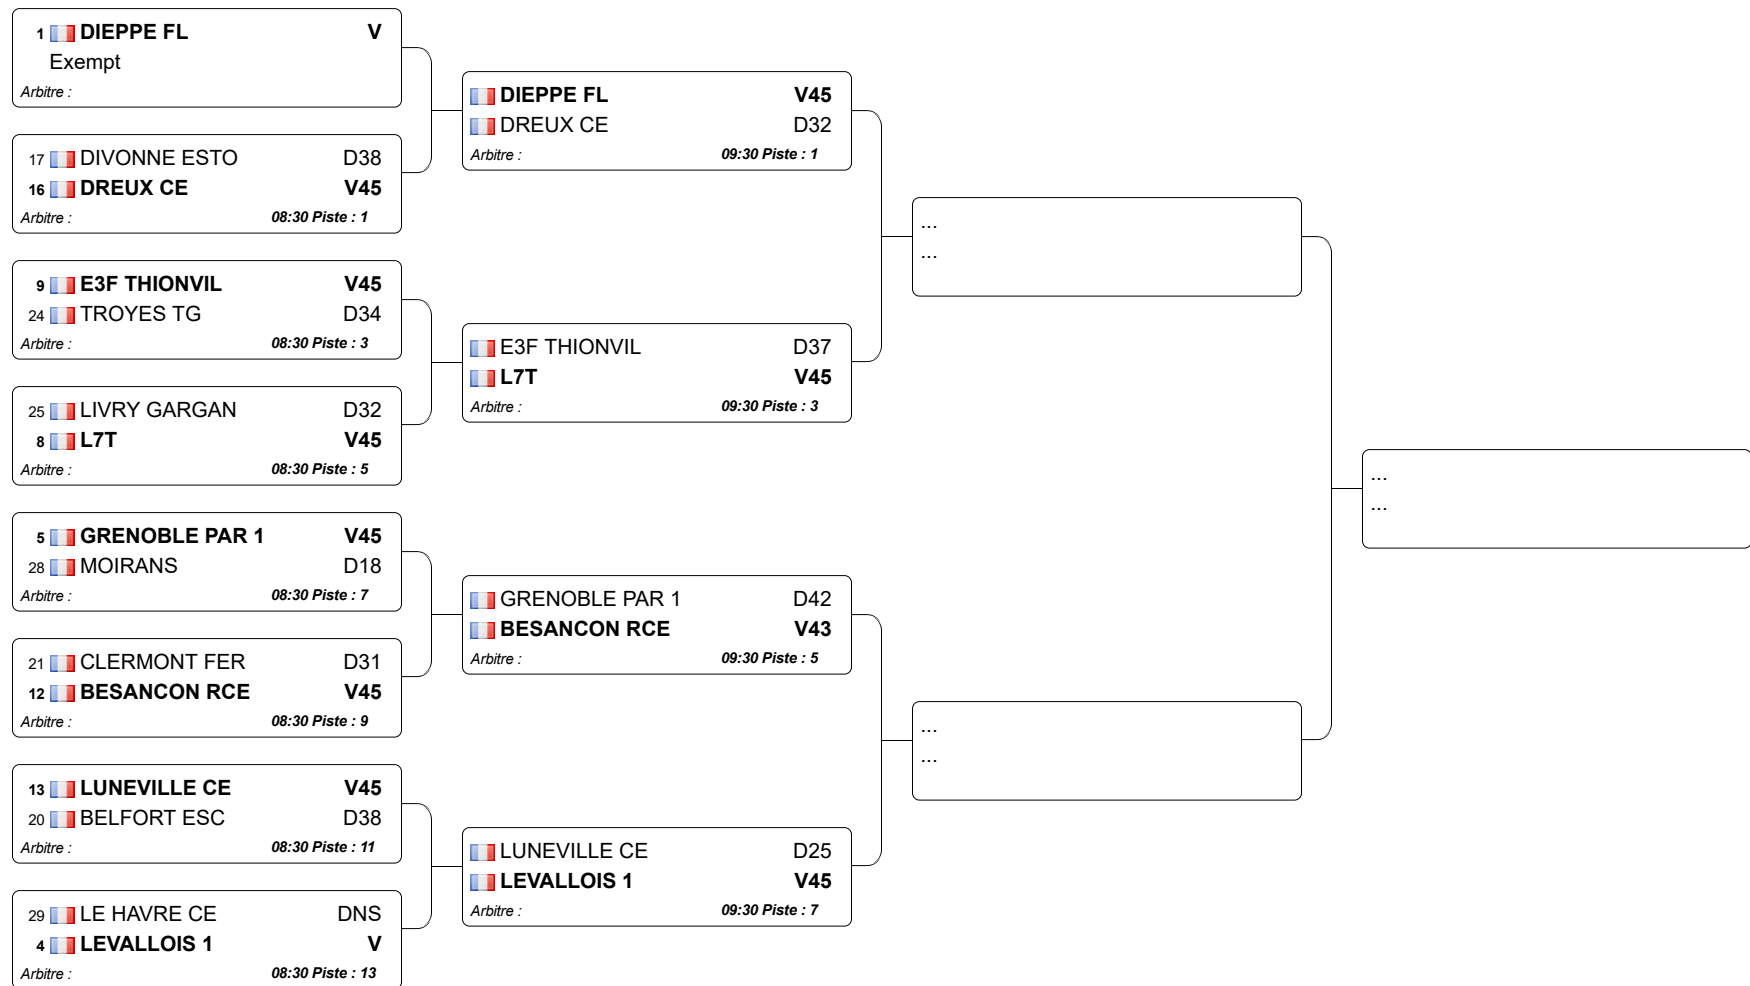 1 DIEPPE FL V
Exempt
Arbitre :
17 DIVONNE ESTO D38
16 DREUX CE V45
Arbitre : 08:30 Piste : 1
9 E3F THIONVIL V45
24 TROYES TG D34
Arbitre : 08:30 Piste : 3
25 LIVRY GARGAN D32
8 L7T V45
Arbitre : 08:30 Piste : 5
5 GRENOBLE PAR 1 V45
28 MOIRANS D18
Arbitre : 08:30 Piste : 7
21 CLERMONT FER D31
12 BESANCON RCE V45
Arbitre : 08:30 Piste : 9
13 LUNEVILLE CE V45
20 BELFORT ESC D38
Arbitre : 08:30 Piste : 11
29 LE HAVRE CE DNS
4 LEVALLOIS 1 V
Arbitre : 08:30 Piste : 13
DIEPPE FL V45
DREUX CE D32
Arbitre : 09:30 Piste : 1
E3F THIONVIL D37
L7T V45
Arbitre : 09:30 Piste : 3
GRENOBLE PAR 1 D42
BESANCON RCE V43
Arbitre : 09:30 Piste : 5
LUNEVILLE CE D25
LEVALLOIS 1 V45
Arbitre : 09:30 Piste : 7
...
...
...
...
...
...